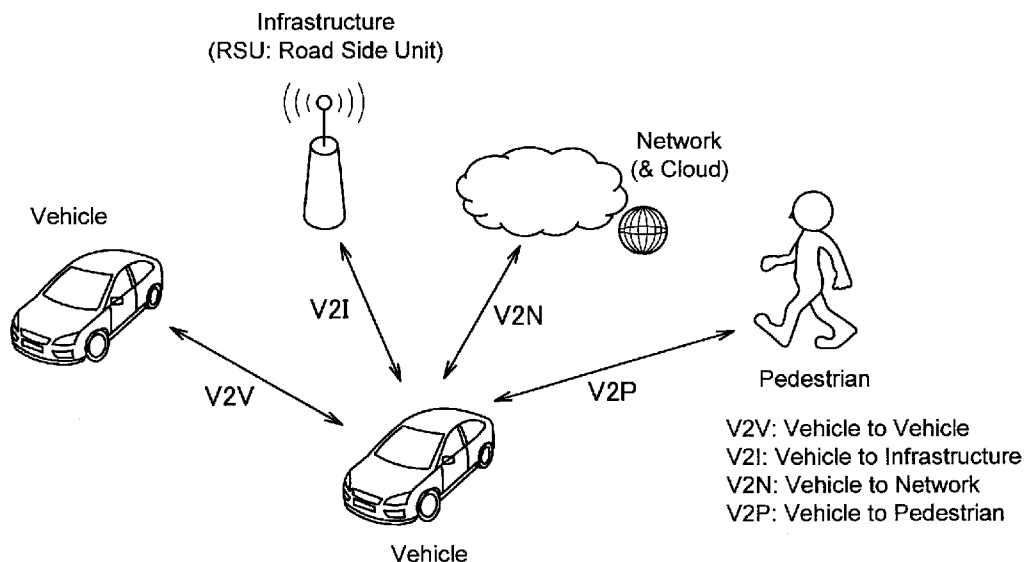 Infrastructure
(RSU: Road Side Unit)
Network
(& Cloud)
Vehicle
V2I
V2N
V2V
V2P
Pedestrian
Vehicle
V2V: Vehicle to Vehicle
V2I: Vehicle to Infrastructure
V2N: Vehicle to Network
V2P: Vehicle to Pedestrian